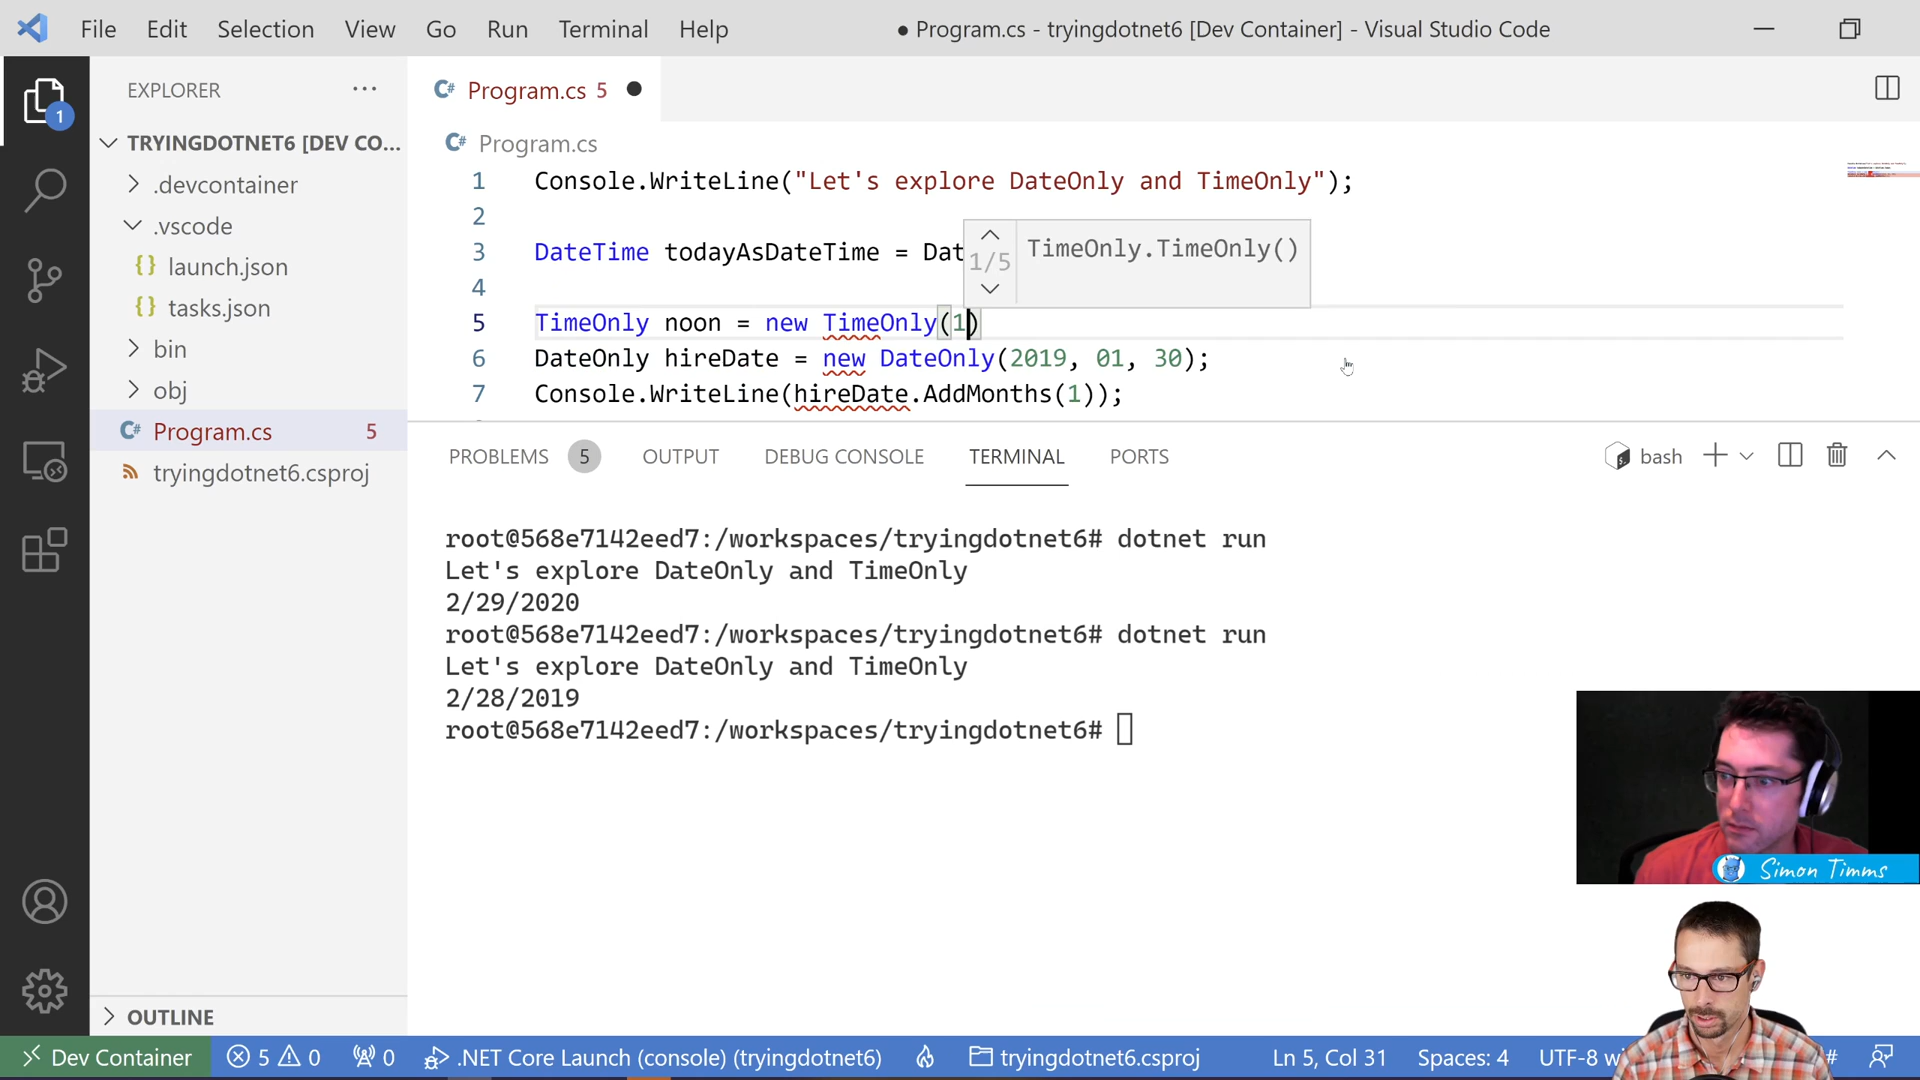 File Edit Selection View Go Run Terminal Help
● Program.cs - tryingdotnet6 [Dev Container] - Visual Studio Code
EXPLORER
1
TRYINGDOTNET6 [DEV CO...
.devcontainer
.vscode
launch.json
tasks.json
bin
obj
Program.cs 5
tryingdotnet6.csproj
OUTLINE
Program.cs 5
Program.cs
1 Console.WriteLine("Let's explore DateOnly and TimeOnly");
2
3 DateTime todayAsDateTime = Dat
1/5 TimeOnly.TimeOnly()
4
5 TimeOnly noon = new TimeOnly(1)
6 DateOnly hireDate = new DateOnly(2019, 01, 30);
7 Console.WriteLine(hireDate.AddMonths(1));
PROBLEMS 5 OUTPUT DEBUG CONSOLE TERMINAL PORTS
bash
root@568e7142eed7:/workspaces/tryingdotnet6# dotnet run
Let's explore DateOnly and TimeOnly
2/29/2020
root@568e7142eed7:/workspaces/tryingdotnet6# dotnet run
Let's explore DateOnly and TimeOnly
2/28/2019
root@568e7142eed7:/workspaces/tryingdotnet6#
Simon Timms
Dev Container 5 0 0 .NET Core Launch (console) (tryingdotnet6) tryingdotnet6.csproj Ln 5, Col 31 Spaces: 4 UTF-8